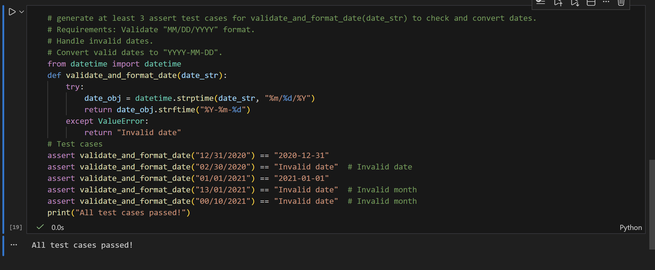 # generate at least 3 assert test cases for validate_and_format_date(date_str) to check and convert dates.
# Requirements: Validate "MM/DD/YYYY" format.
# Handle invalid dates.
# Convert valid dates to "YYYY-MM-DD".
from datetime import datetime
def validate_and_format_date(date_str):
    try:
        date_obj = datetime.strptime(date_str, "%m/%d/%Y")
        return date_obj.strftime("%Y-%m-%d")
    except ValueError:
        return "Invalid date"
# Test cases
assert validate_and_format_date("12/31/2020") == "2020-12-31"
assert validate_and_format_date("02/30/2020") == "Invalid date"  # Invalid date
assert validate_and_format_date("01/01/2021") == "2021-01-01"
assert validate_and_format_date("13/01/2021") == "Invalid date"  # Invalid month
assert validate_and_format_date("00/10/2021") == "Invalid date"  # Invalid month
print("All test cases passed!")
[19] 0.0s Python
All test cases passed!